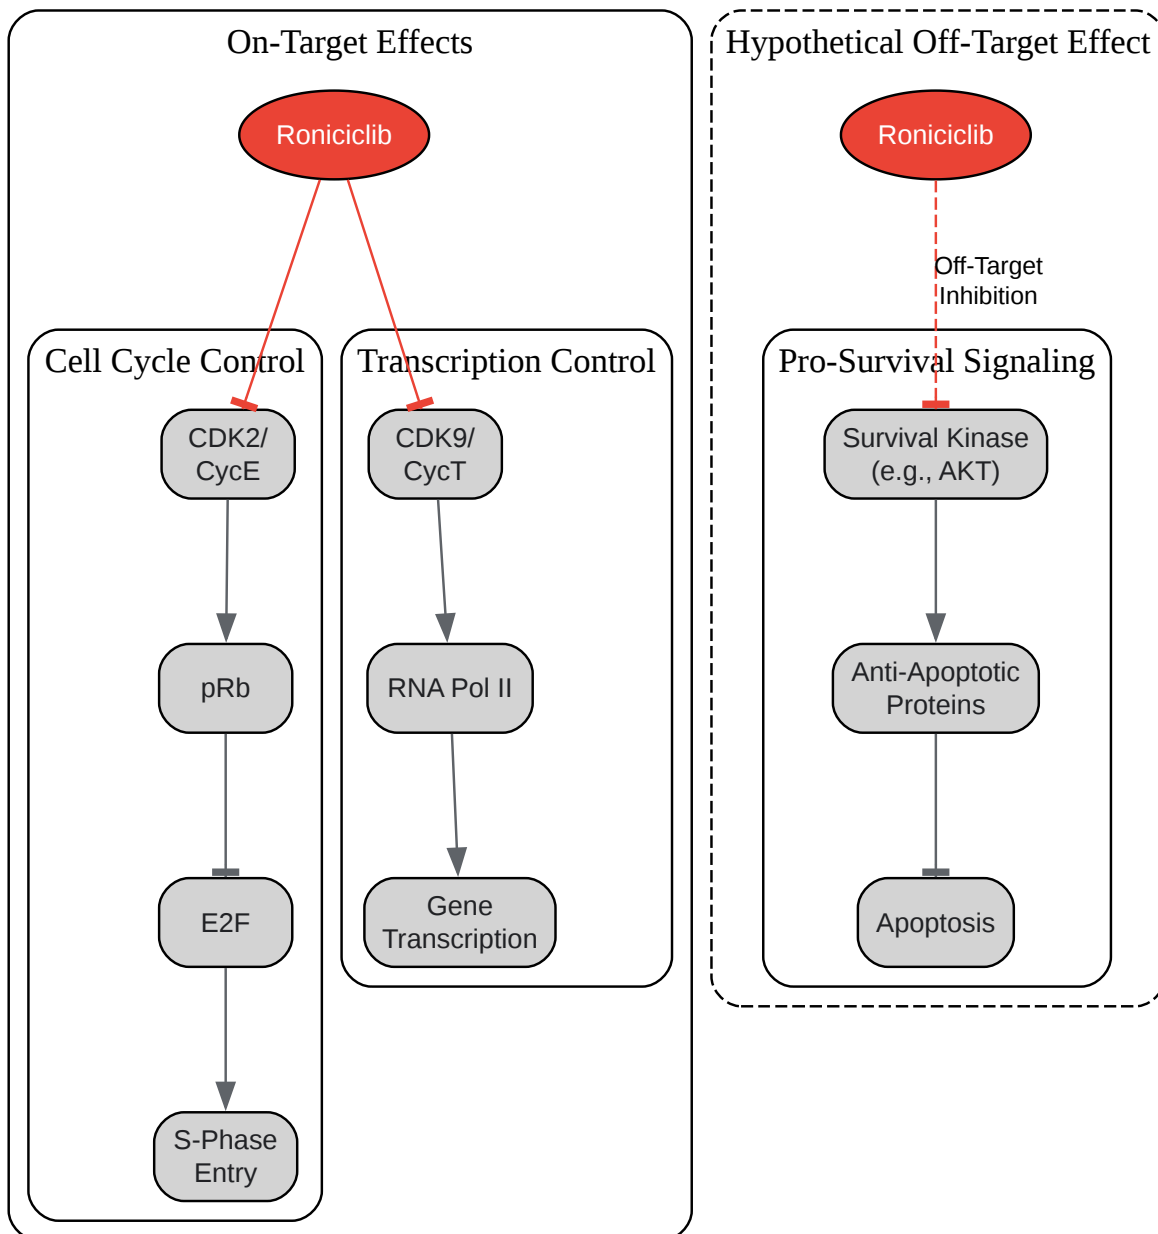 On-Target Effects
Roniciclib
Cell Cycle Control
CDK2/
CycE
pRb
E2F
S-Phase
Entry
Transcription Control
CDK9/
CycT
RNA Pol II
Gene
Transcription
Hypothetical Off-Target Effect
Roniciclib
Off-Target
Inhibition
Pro-Survival Signaling
Survival Kinase
(e.g., AKT)
Anti-Apoptotic
Proteins
Apoptosis